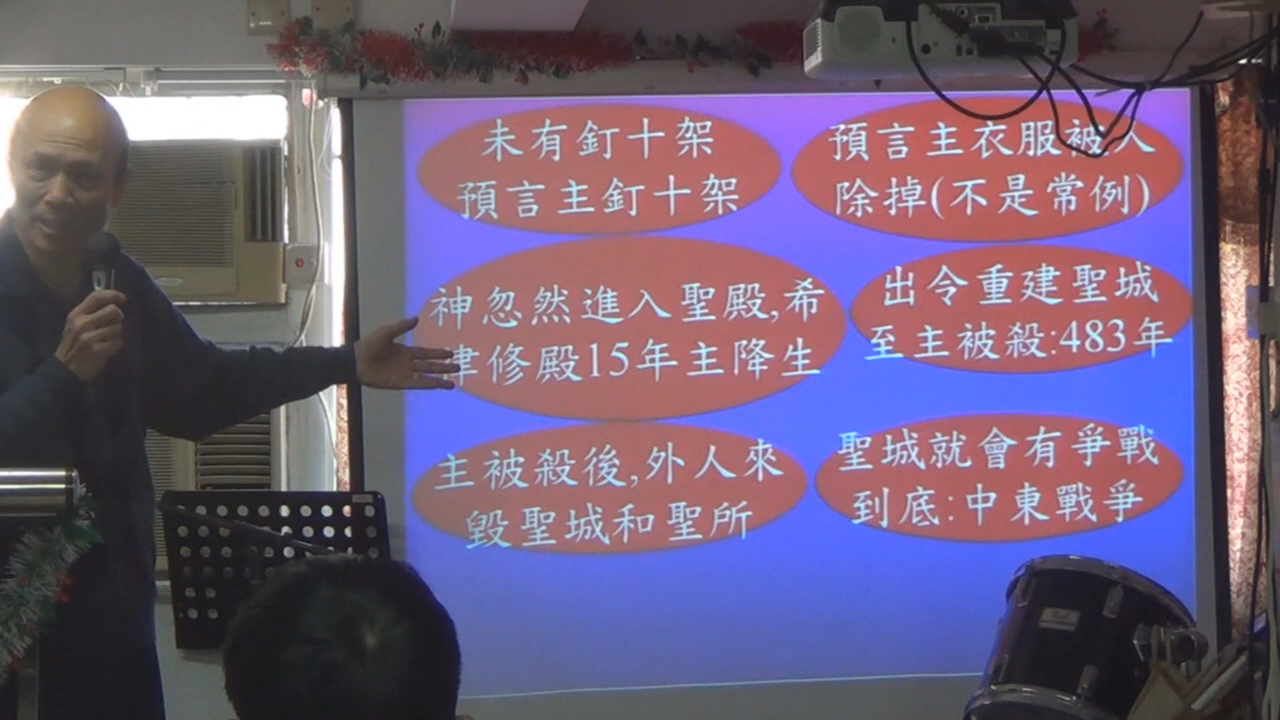 未有釘十架
預言主釘十架
預言主衣服被人
除掉(不是常例)
神忽然進入聖殿,希
律修殿15年主降生
出令重建聖城
至主被殺:483年
主被殺後,外人來
毀聖城和聖所
聖城就會有爭戰
到底:中東戰爭